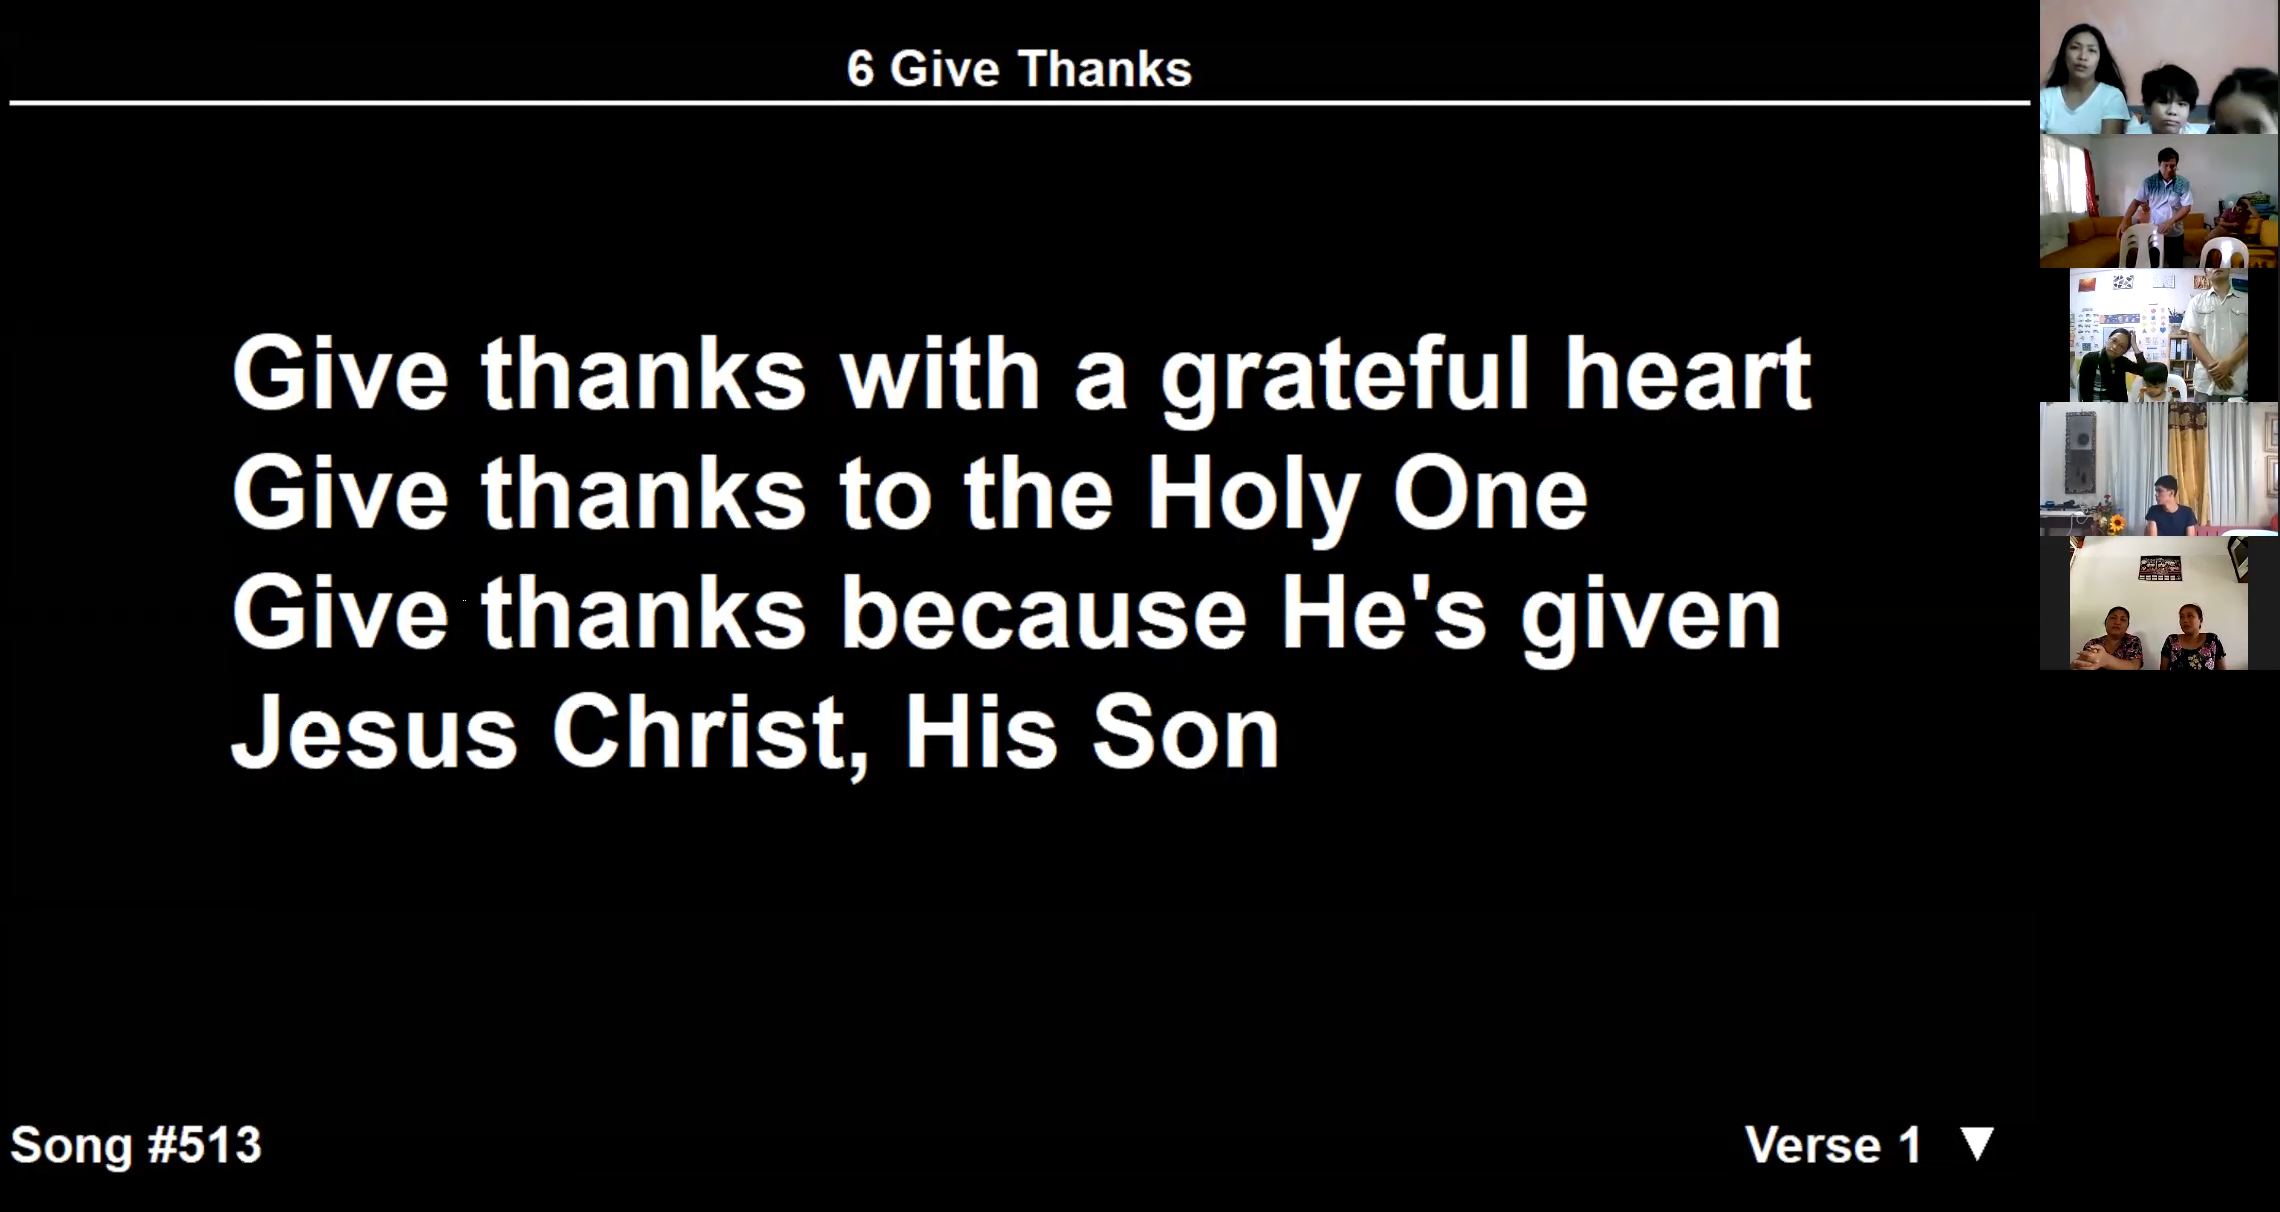 6 Give Thanks
Give thanks with a grateful heart
Give thanks to the Holy One
Give thanks because He's given
Jesus Christ, His Son
Song #513
Verse 1 ▼